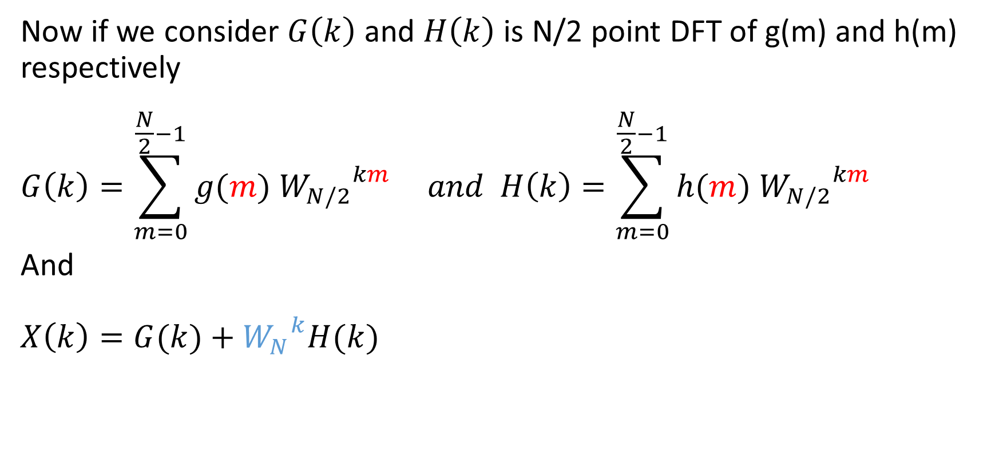 Now if we consider G(k) and H(k) is N/2 point DFT of g(m) and h(m)
respectively
G(k) = \sum_{m=0}^{\frac{N}{2}-1} g(m) W_{N/2}^{km} and H(k) = \sum_{m=0}^{\frac{N}{2}-1} h(m) W_{N/2}^{km}
And
X(k) = G(k) + W_N^k H(k)